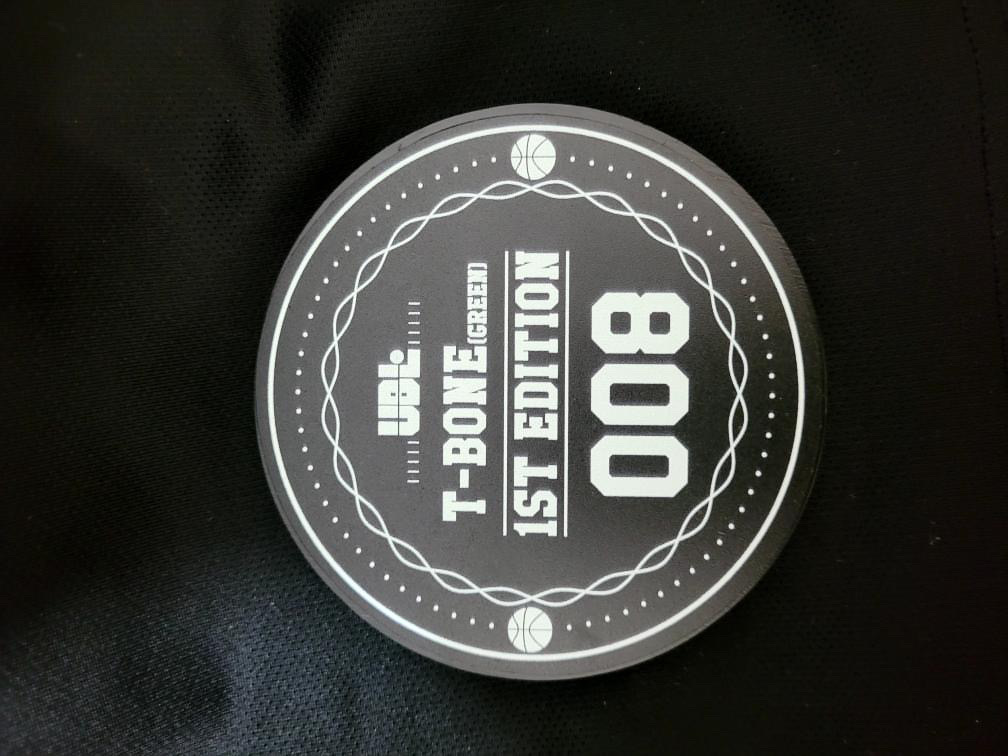 UBL.
T-BONE(GREEN)
1ST EDITION
008